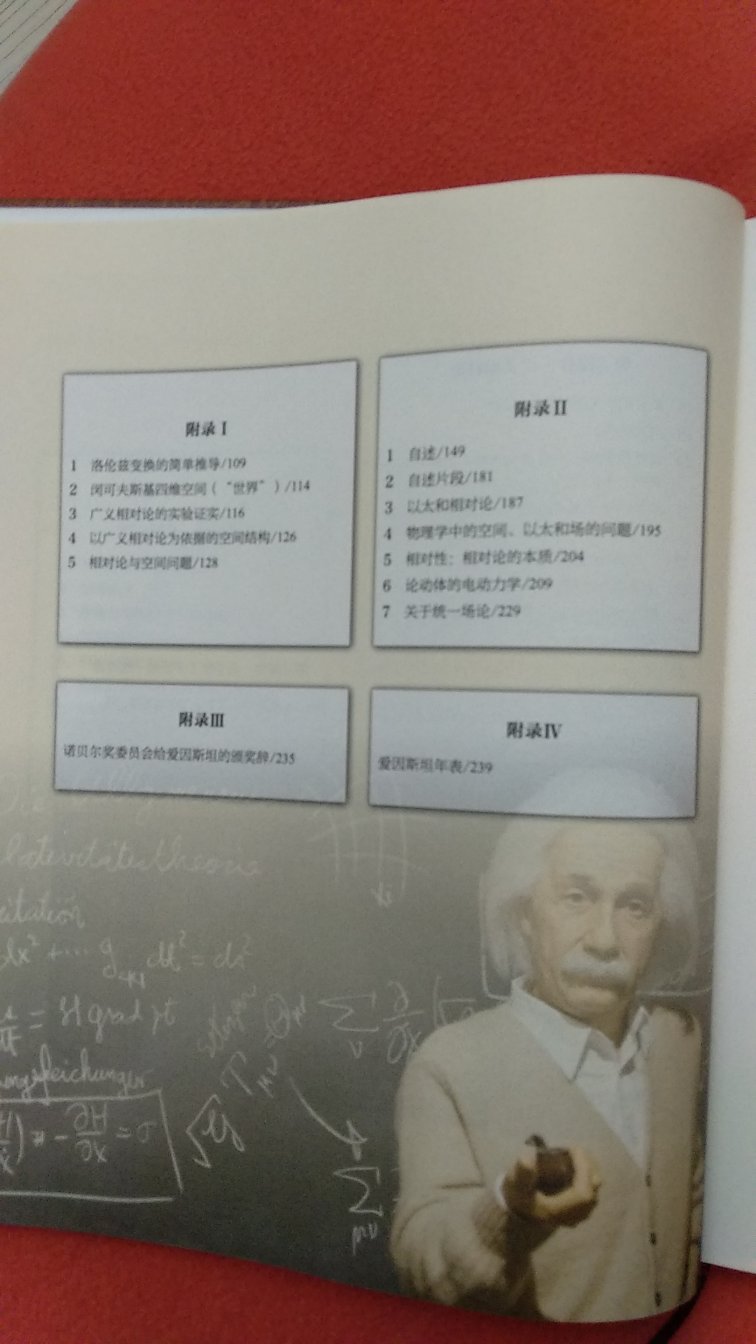 附录Ⅰ
1 洛伦兹变换的简单推导/109
2 闵可夫斯基四维空间（“世界”）/114
3 广义相对论的实验证实/116
4 以广义相对论为依据的空间结构/126
5 相对论与空间问题/128
附录Ⅱ
1 自述/149
2 自述片段/181
3 以太和相对论/187
4 物理学中的空间、以太和场的问题/195
5 相对性：相对论的本质/204
6 论动体的电动力学/209
7 关于统一场论/229
附录Ⅲ
诺贝尔奖委员会给爱因斯坦的颁奖辞/235
附录Ⅳ
爱因斯坦年表/239